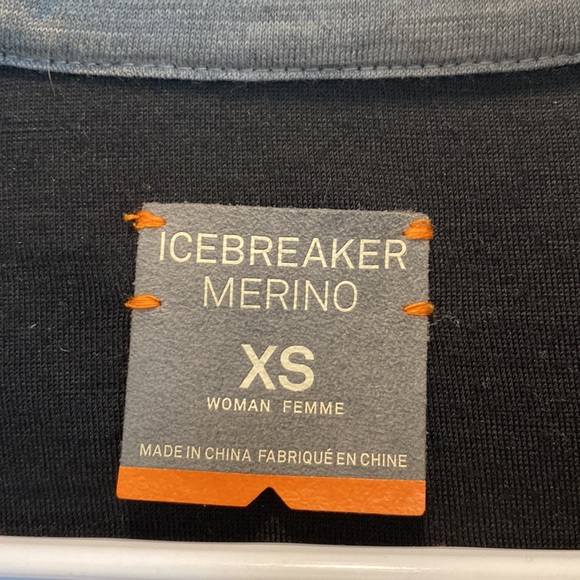 ICEBREAKER
MERINO
XS
WOMAN FEMME
MADE IN CHINA FABRIQUÉ EN CHINE